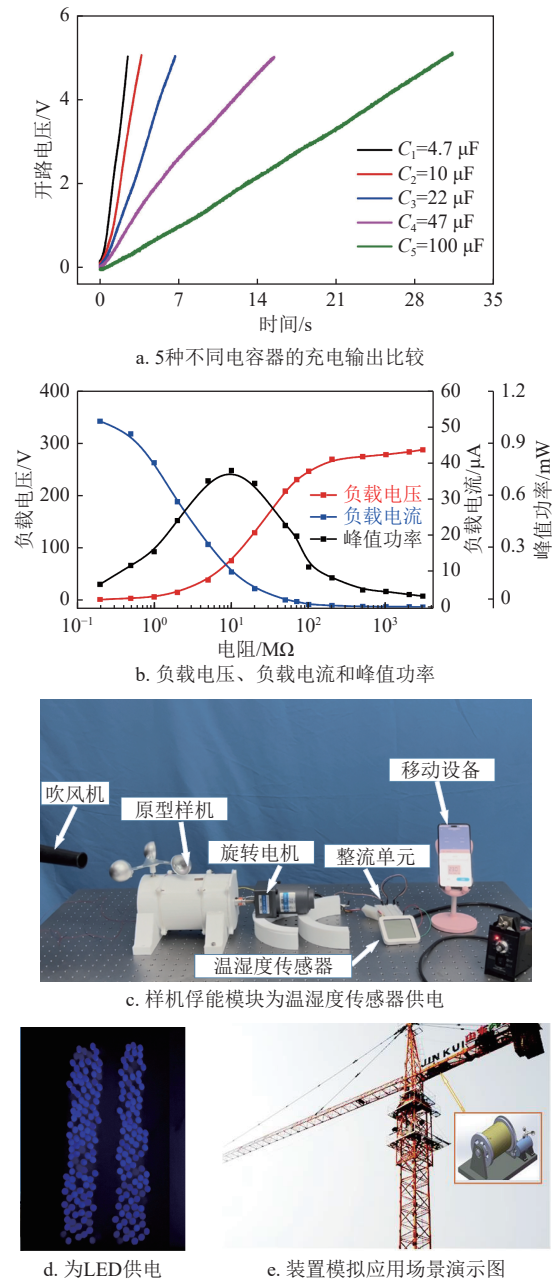 6
4
2
0
开路电压/V
C₁=4.7 μF
C₂=10 μF
C₃=22 μF
C₄=47 μF
C₅=100 μF
0 7 14 21 28 35
时间/s
a. 5种不同电容器的充电输出比较
400
300
200
100
0
负载电压/V
60
50
40
30
20
10
0
负载电流/μA
1.2
0.9
0.6
0.3
0
峰值功率/mW
负载电压
负载电流
峰值功率
10⁻¹ 10⁰ 10¹ 10² 10³
电阻/MΩ
b. 负载电压、负载电流和峰值功率
移动设备
吹风机
原型样机
旋转电机
整流单元
温湿度传感器
c. 样机俘能模块为温湿度传感器供电
JINKUI
d. 为LED供电
e. 装置模拟应用场景演示图